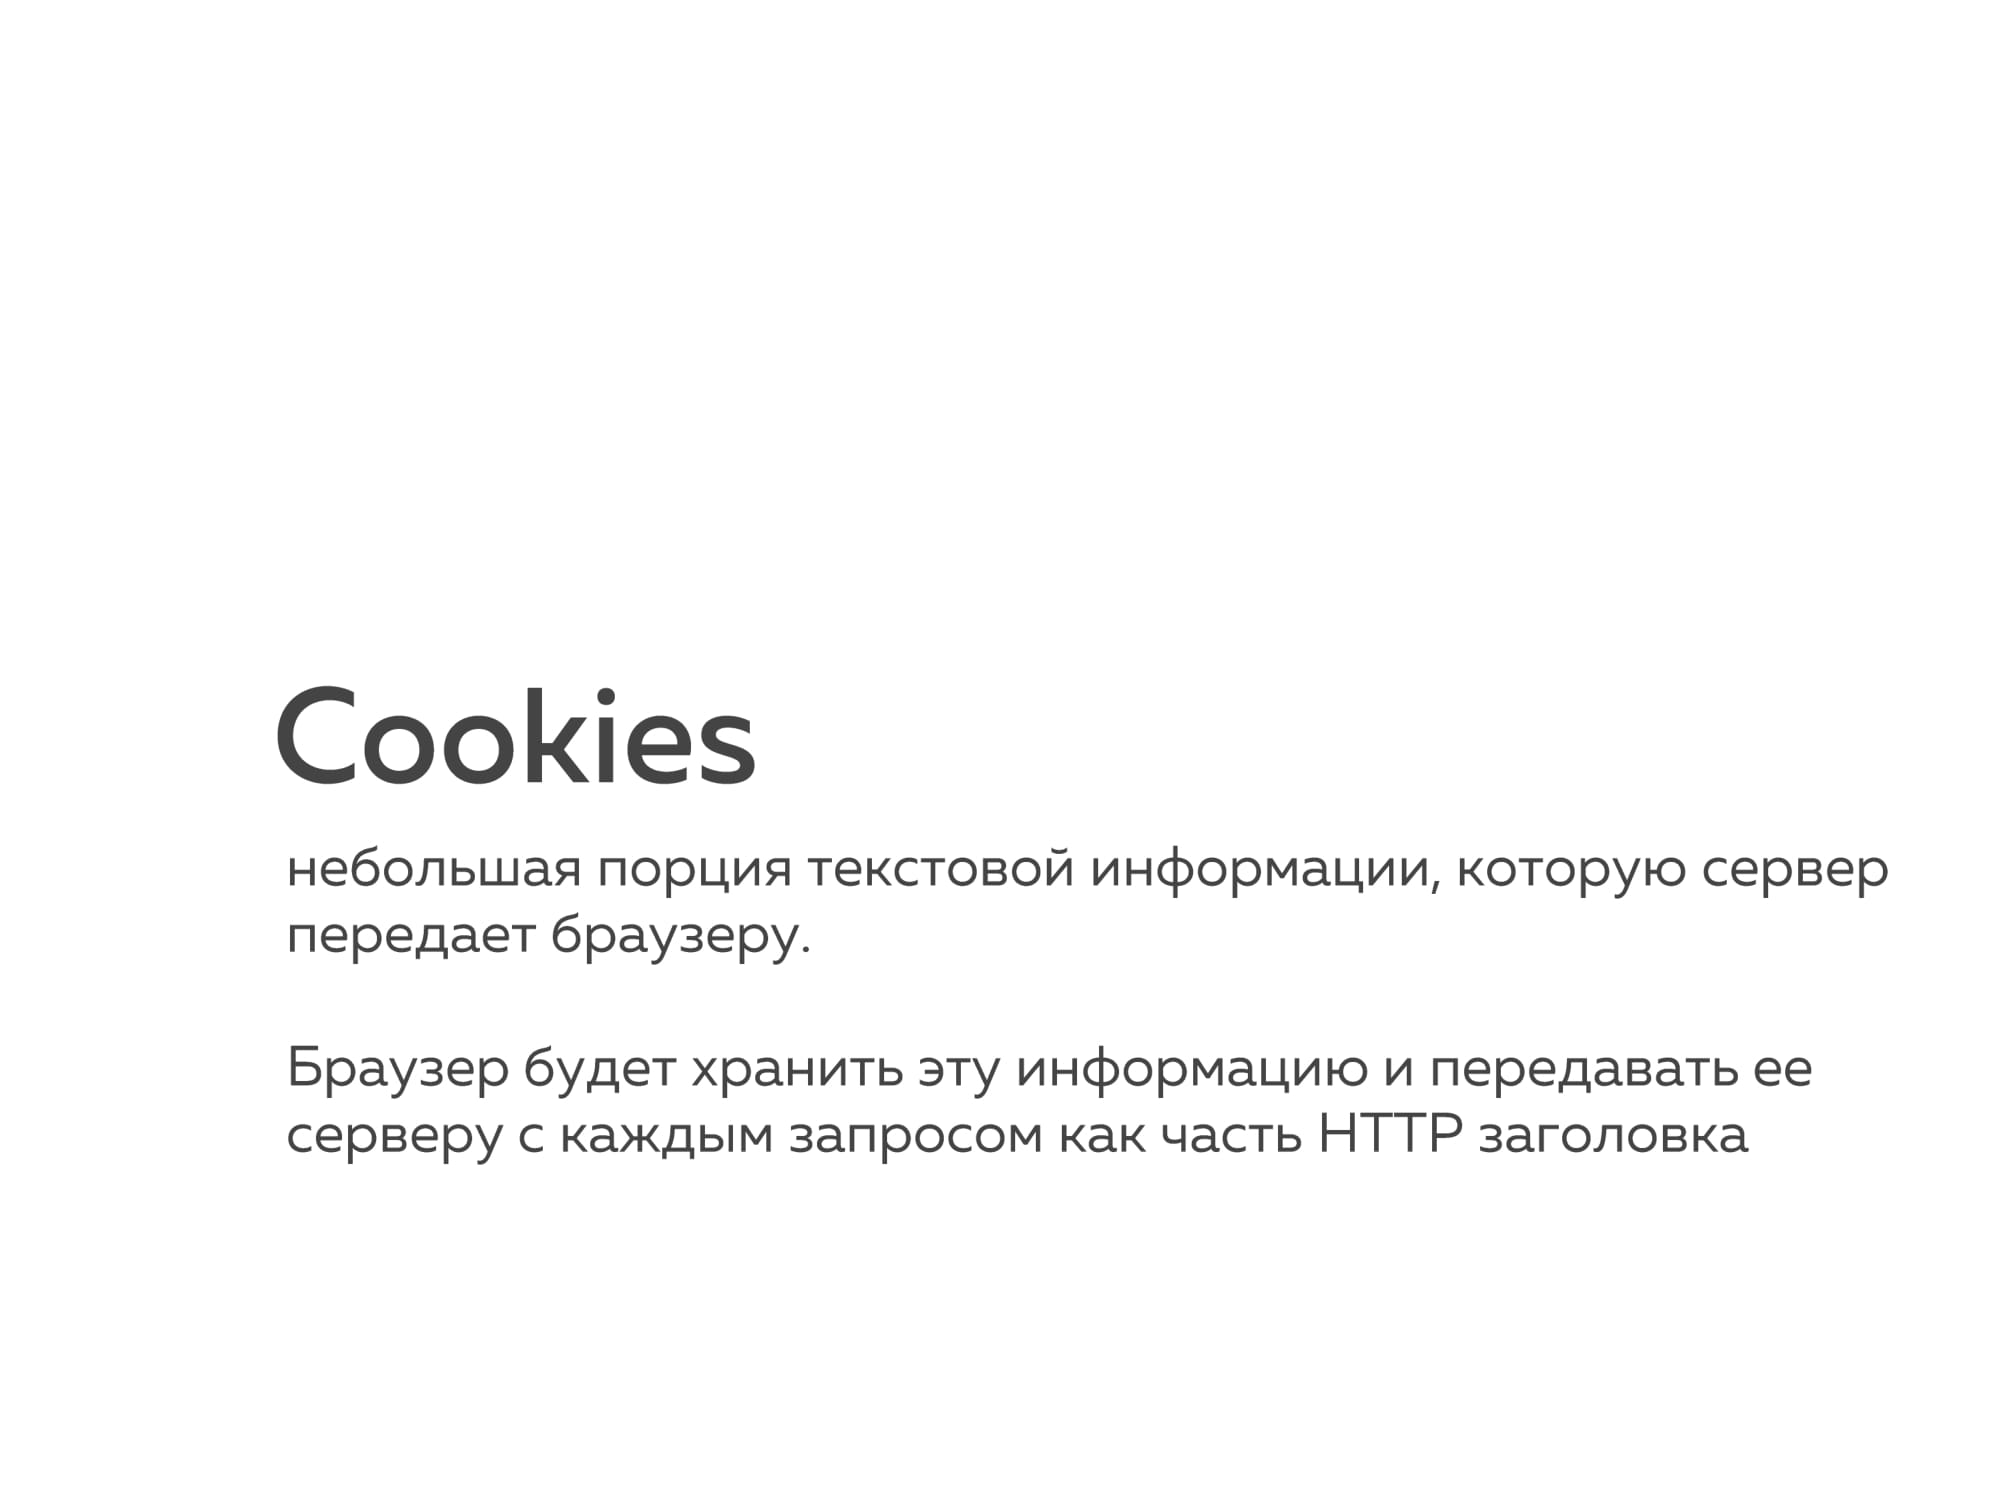 Cookies
небольшая порция текстовой информации, которую сервер
передает браузеру.
Браузер будет хранить эту информацию и передавать ее
серверу с каждым запросом как часть HTTP заголовка